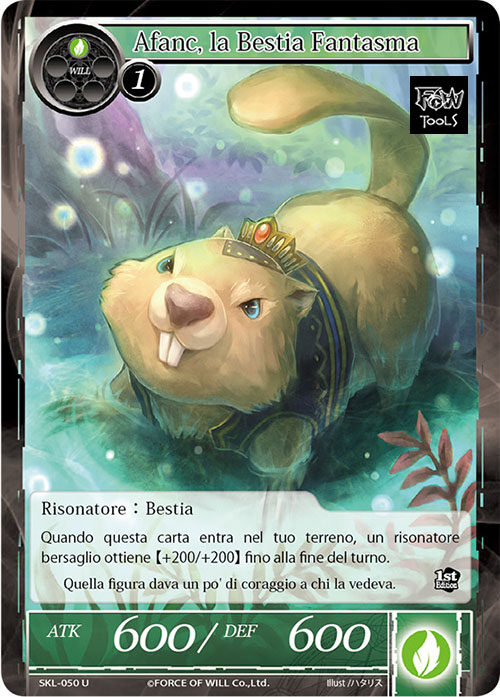 Afanc, la Bestia Fantasma
WILL
1
FOW
TOOLS
Risonatore : Bestia
Quando questa carta entra nel tuo terreno, un risonatore
bersaglio ottiene 【+200/+200】 fino alla fine del turno.
Quella figura dava un po' di coraggio a chi la vedeva.
1st
Edition
ATK 600 / DEF 600
SKL-050 U ©FORCE OF WILL Co.,Ltd. Illust/ハタリス